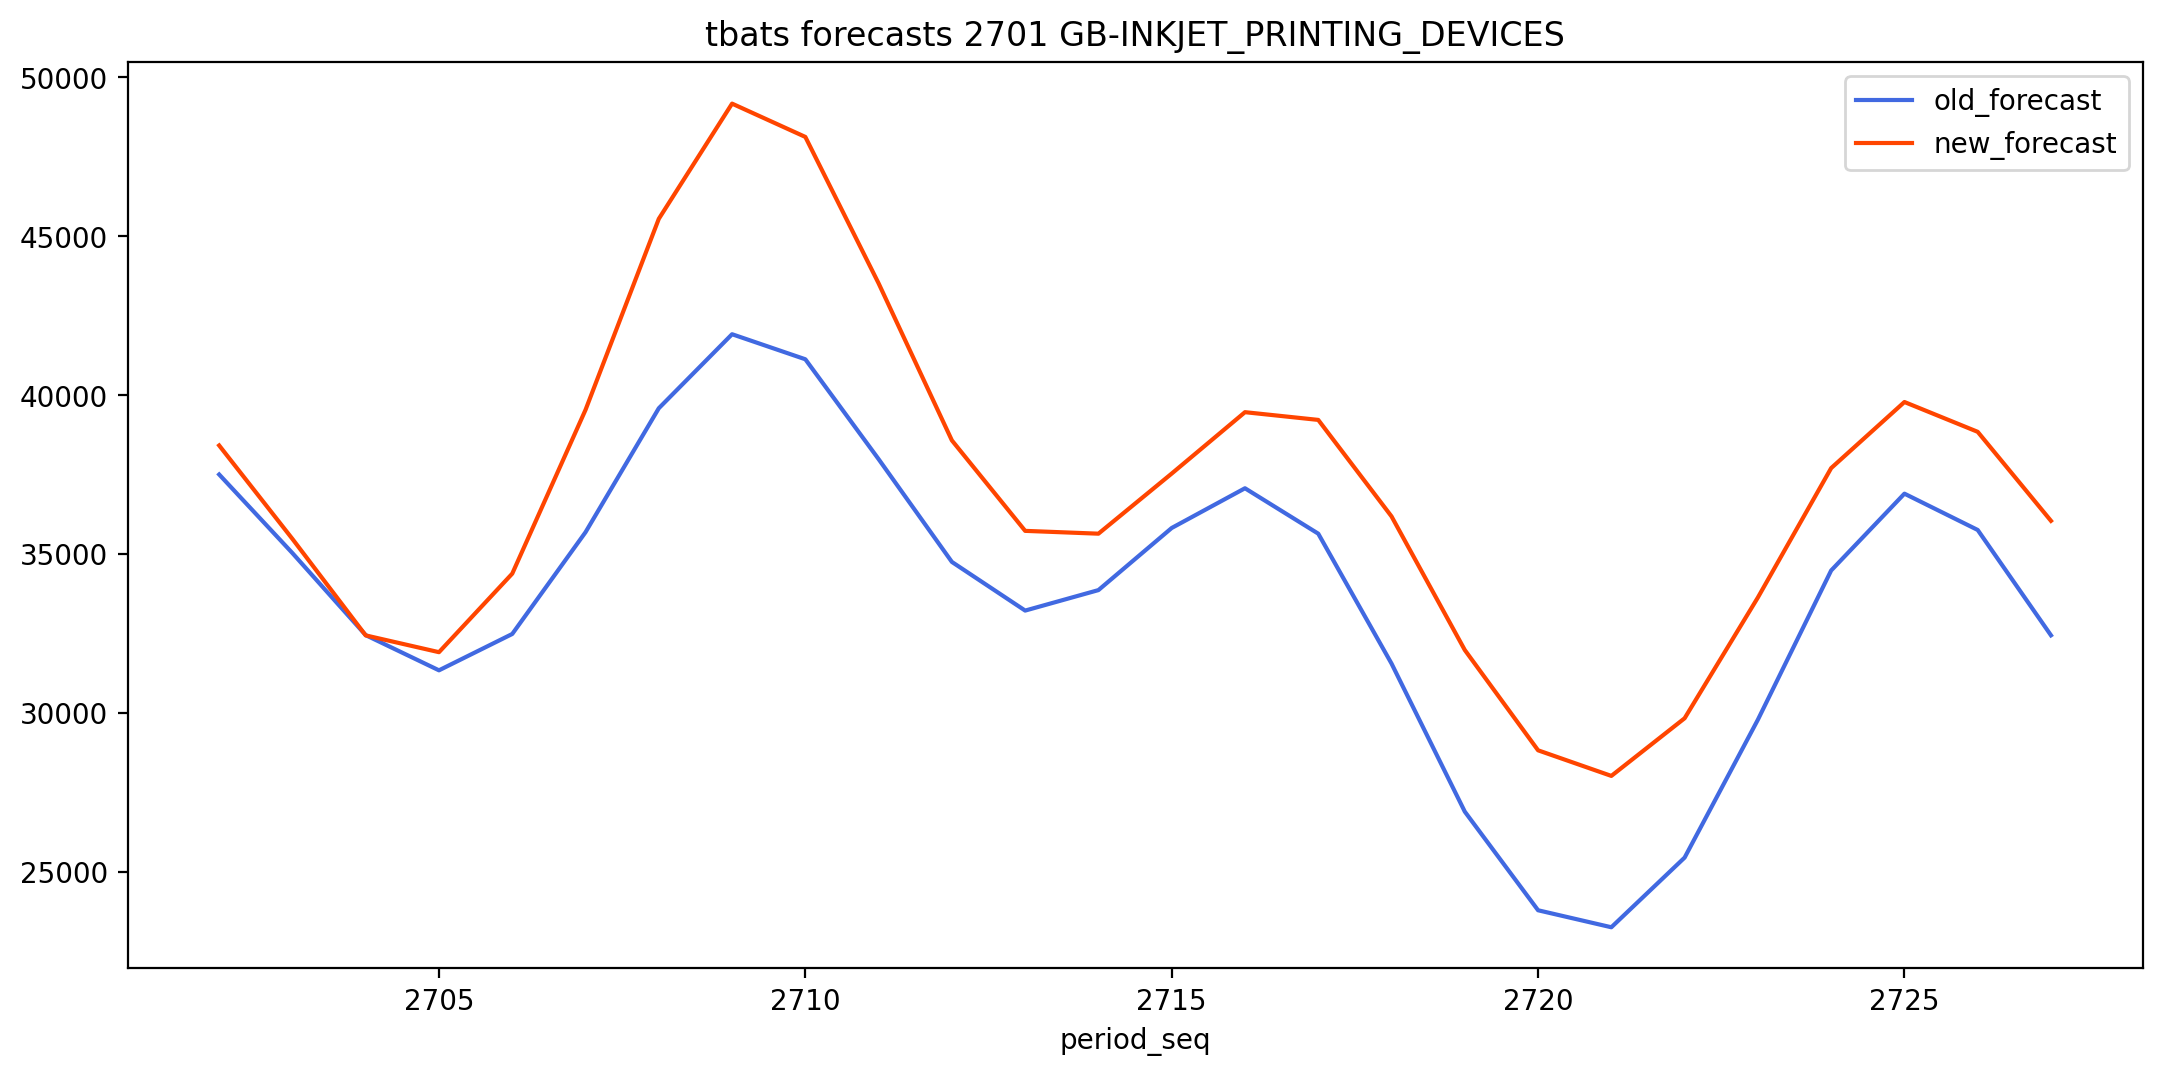 tbats forecasts 2701 GB-INKJET_PRINTING_DEVICES
old_forecast
new_forecast
50000
45000
40000
35000
30000
25000
2705 2710 2715 2720 2725
period_seq